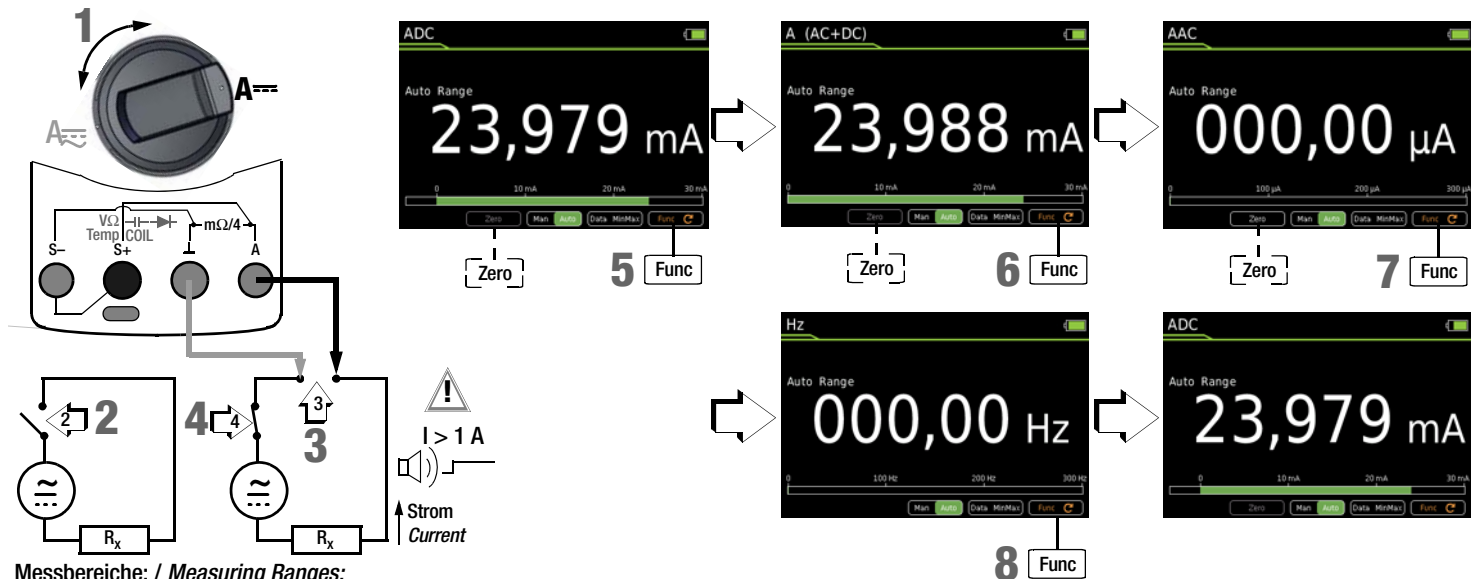 1
A
A
VΩ
Temp COIL
mΩ/4
S–
S+
⊥
A
2
2
4
4
3
3
!
I > 1 A
Strom
Current
~
~
Rx
Rx
Messbereiche: / Measuring Ranges:
ADC
Auto Range
23,979 mA
0 10 mA 20 mA 30 mA
Zero Man Auto Data MinMax Func
Zero
5 Func
A (AC+DC)
Auto Range
23,988 mA
0 10 mA 20 mA 30 mA
Zero Man Auto Data MinMax Func
Zero
6 Func
AAC
Auto Range
000,00 µA
0 100 µA 300 µA
Zero Man Auto Data MinMax Func
Zero
7 Func
Hz
Auto Range
000,00 Hz
0 100 Hz 200 Hz 300 Hz
Man Auto Data MinMax Func
8 Func
ADC
Auto Range
23,979 mA
0 10 mA 20 mA 30 mA
Zero Man Auto Data MinMax Func